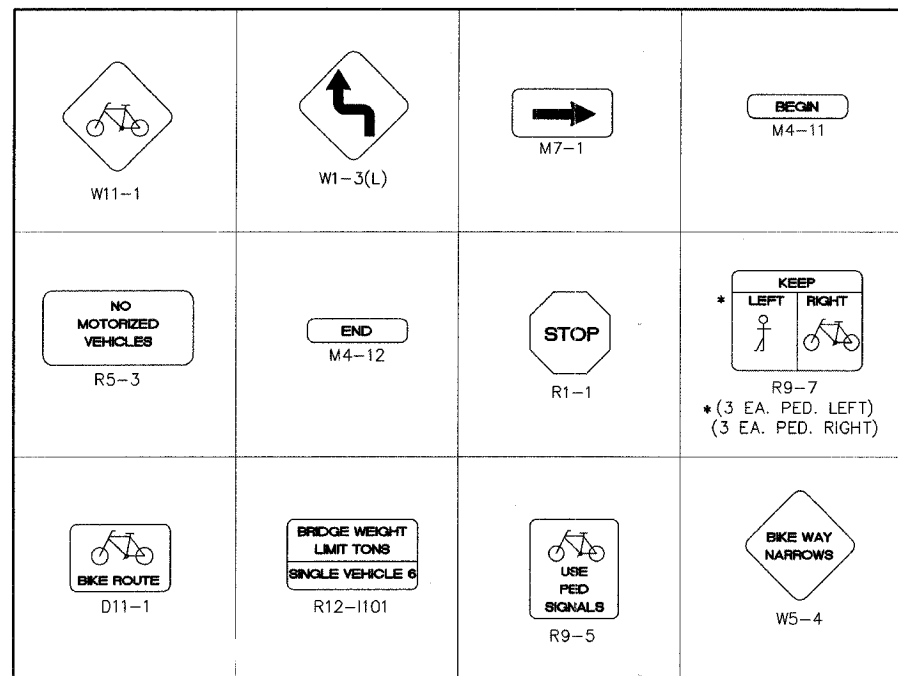 W11-1
W1-3(L)
M7-1
BEGIN
M4-11
NO
MOTORIZED
VEHICLES
R5-3
END
M4-12
STOP
R1-1
KEEP
* LEFT RIGHT
R9-7
*(3 EA. PED. LEFT)
(3 EA. PED. RIGHT)
BIKE ROUTE
D11-1
BRIDGE WEIGHT
LIMIT TONS
SINGLE VEHICLE 6
R12-I101
USE
PED
SIGNALS
R9-5
BIKE WAY
NARROWS
W5-4